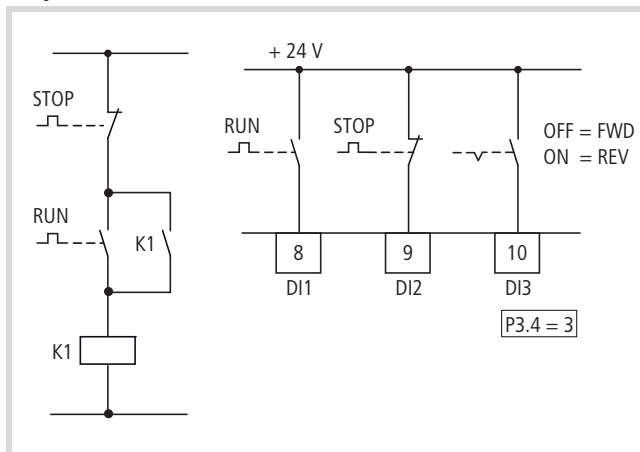 STOP
RUN
K1
K1
+ 24 V
RUN
STOP
OFF = FWD
ON = REV
8
9
10
DI1
DI2
DI3
P3.4 = 3